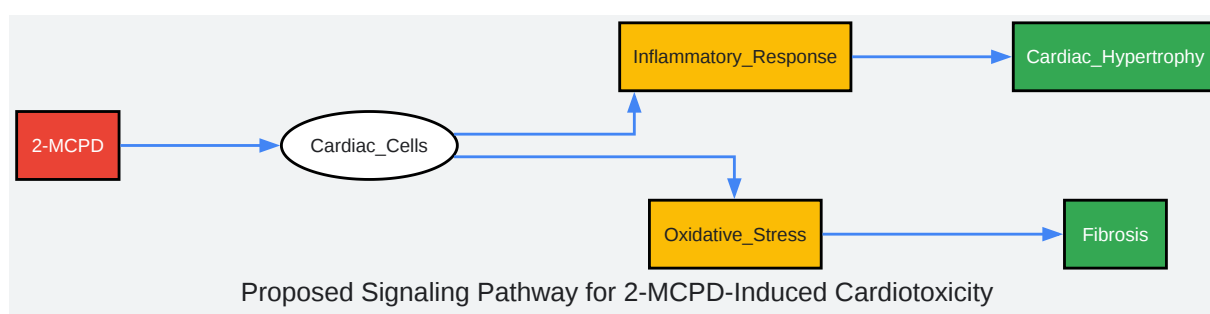 Inflammatory_Response
Cardiac_Hypertrophy
2-MCPD
Cardiac_Cells
Oxidative_Stress
Fibrosis
Proposed Signaling Pathway for 2-MCPD-Induced Cardiotoxicity